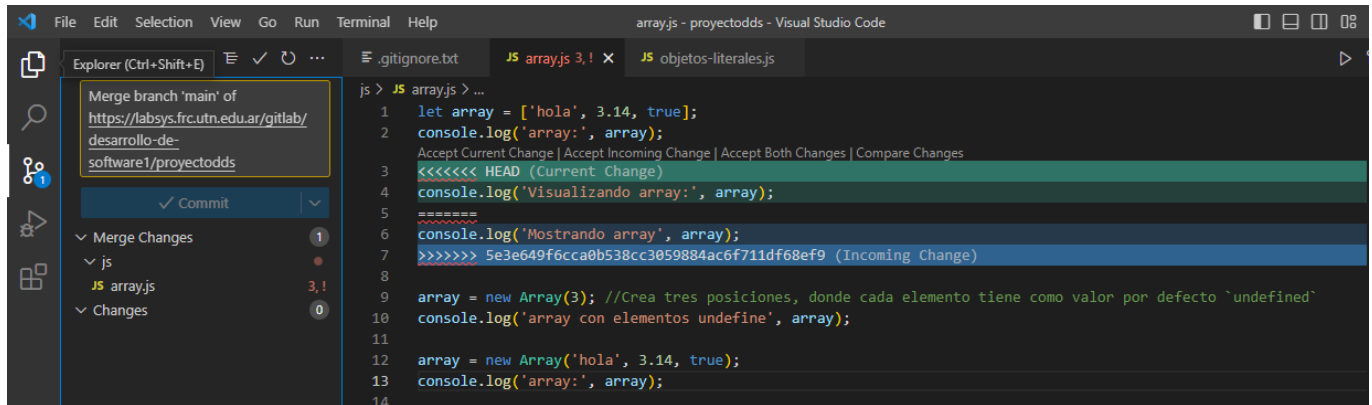 File Edit Selection View Go Run Terminal Help
array.js - proyectodds - Visual Studio Code
Explorer (Ctrl+Shift+E)
.gitignore.txt
JS array.js 3, !
JS objetos-literales.js
Merge branch 'main' of
https://labsys.frc.utn.edu.ar/gitlab/
desarrollo-de-
software1/proyectodds
1
Commit
Merge Changes 1
js
JS array.js 3, !
Changes 0
js > JS array.js > ...
1 let array = ['hola', 3.14, true];
2 console.log('array:', array);
Accept Current Change | Accept Incoming Change | Accept Both Changes | Compare Changes
3 <<<<<<< HEAD (Current Change)
4 console.log('Visualizando array:', array);
5 =======
6 console.log('Mostrando array', array);
7 >>>>>>> 5e3e649f6cca0b538cc3059884ac6f711df68ef9 (Incoming Change)
8
9 array = new Array(3); //Crea tres posiciones, donde cada elemento tiene como valor por defecto `undefined`
10 console.log('array con elementos undefine', array);
11
12 array = new Array('hola', 3.14, true);
13 console.log('array:', array);
14